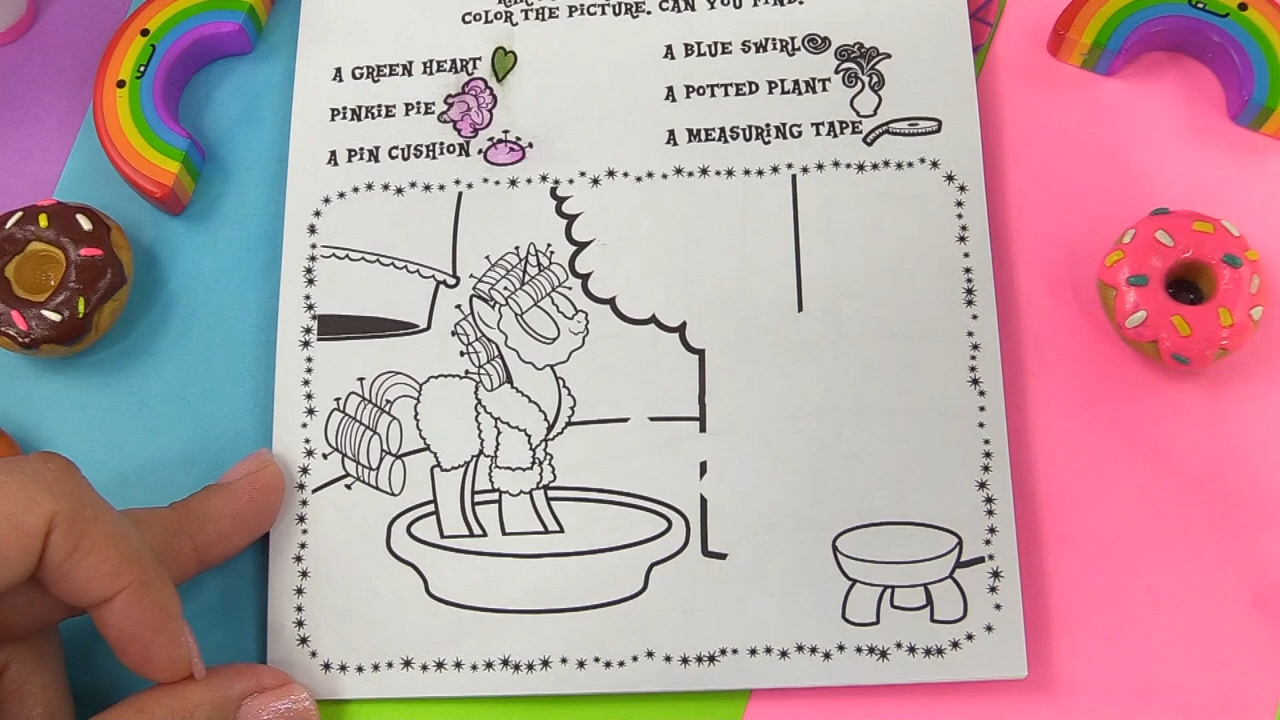 COLOR THE PICTURE. CAN YOU FIND:
A GREEN HEART
PINKIE PIE
A PIN CUSHION
A BLUE SWIRL
A POTTED PLANT
A MEASURING TAPE